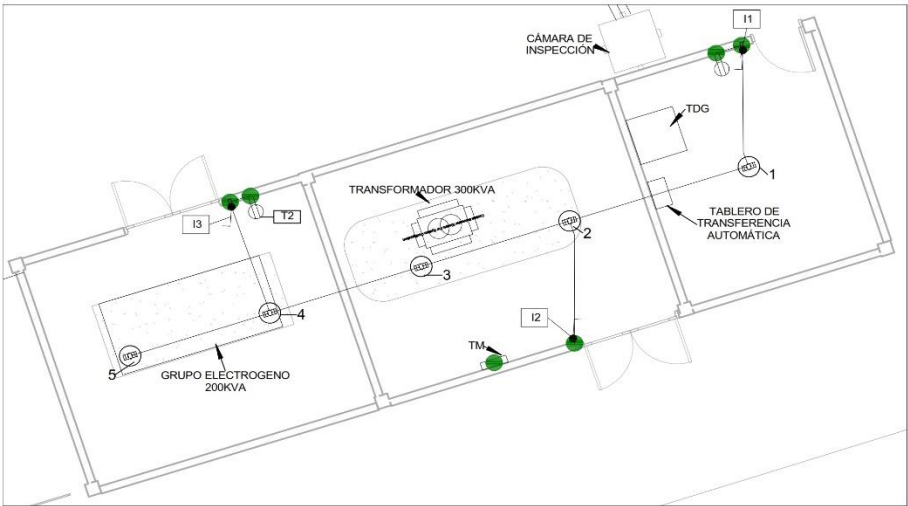 I1
CÁMARA DE
INSPECCIÓN
TDG
1
TRANSFORMADOR 300KVA
I3
T2
2
TABLERO DE
TRANSFERENCIA
AUTOMÁTICA
3
4
I2
TM
5
GRUPO ELECTROGENO
200KVA